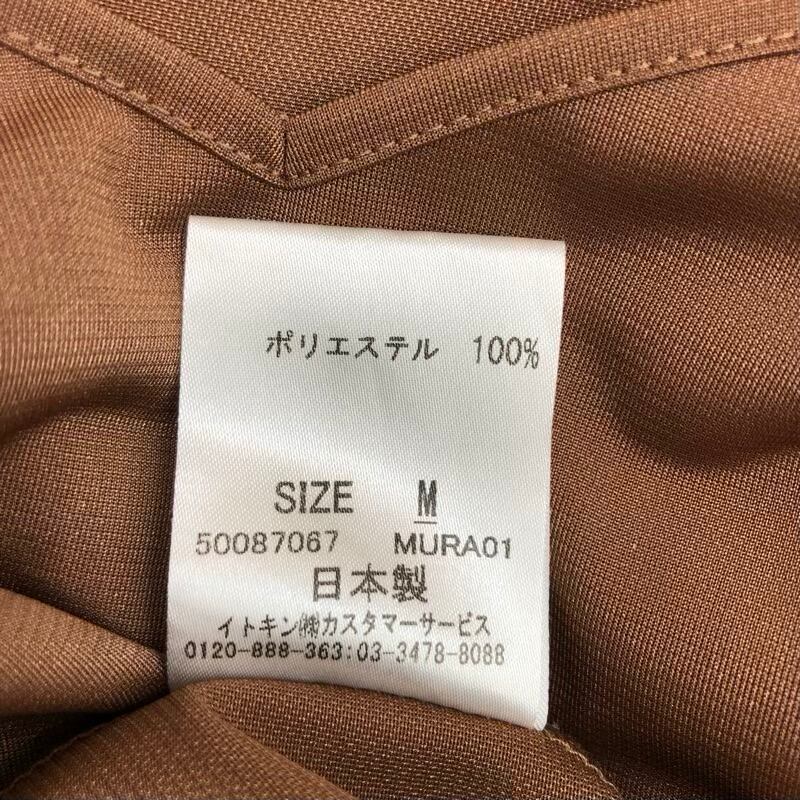 ポリエステル 100%
SIZE M
50087067 MURA01
日本製
イトキン㈱カスタマーサービス
0120-888-363:03-3478-8088